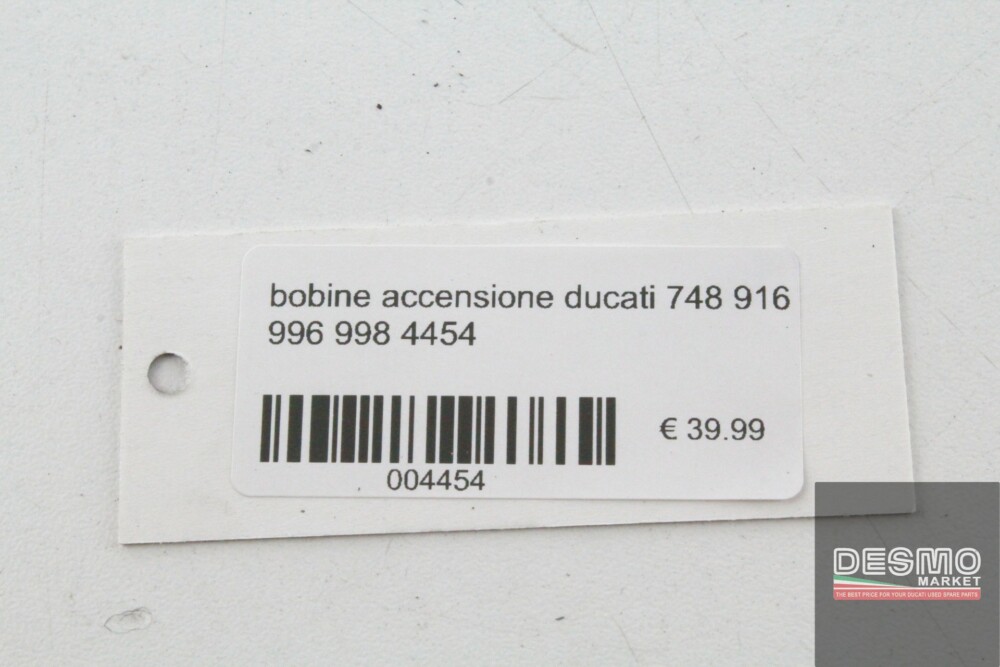 bobine accensione ducati 748 916
996 998 4454
004454
€ 39.99
DESMO
MARKET
THE BEST PRICE FOR YOUR DUCATI USED SPARE PARTS